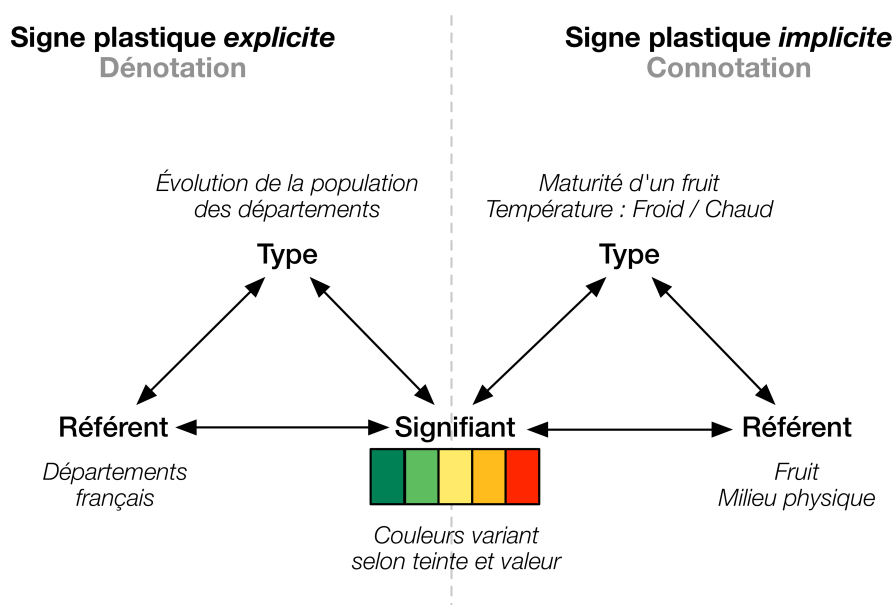 Signe plastique explicite
Dénotation
Signe plastique implicite
Connotation
Évolution de la population
des départements
Type
Maturité d'un fruit
Température : Froid / Chaud
Type
Référent
Signifiant
Référent
Départements
français
Fruit
Milieu physique
Couleurs variant
selon teinte et valeur